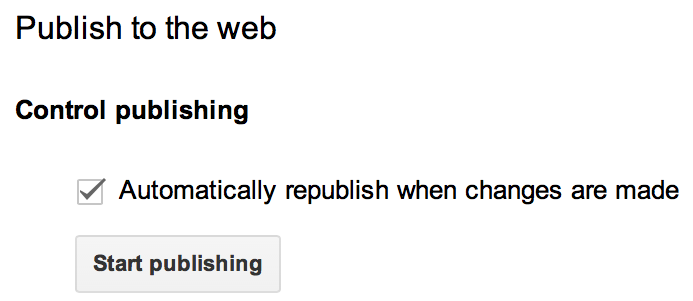 Publish to the web
Control publishing
Automatically republish when changes are made
Start publishing